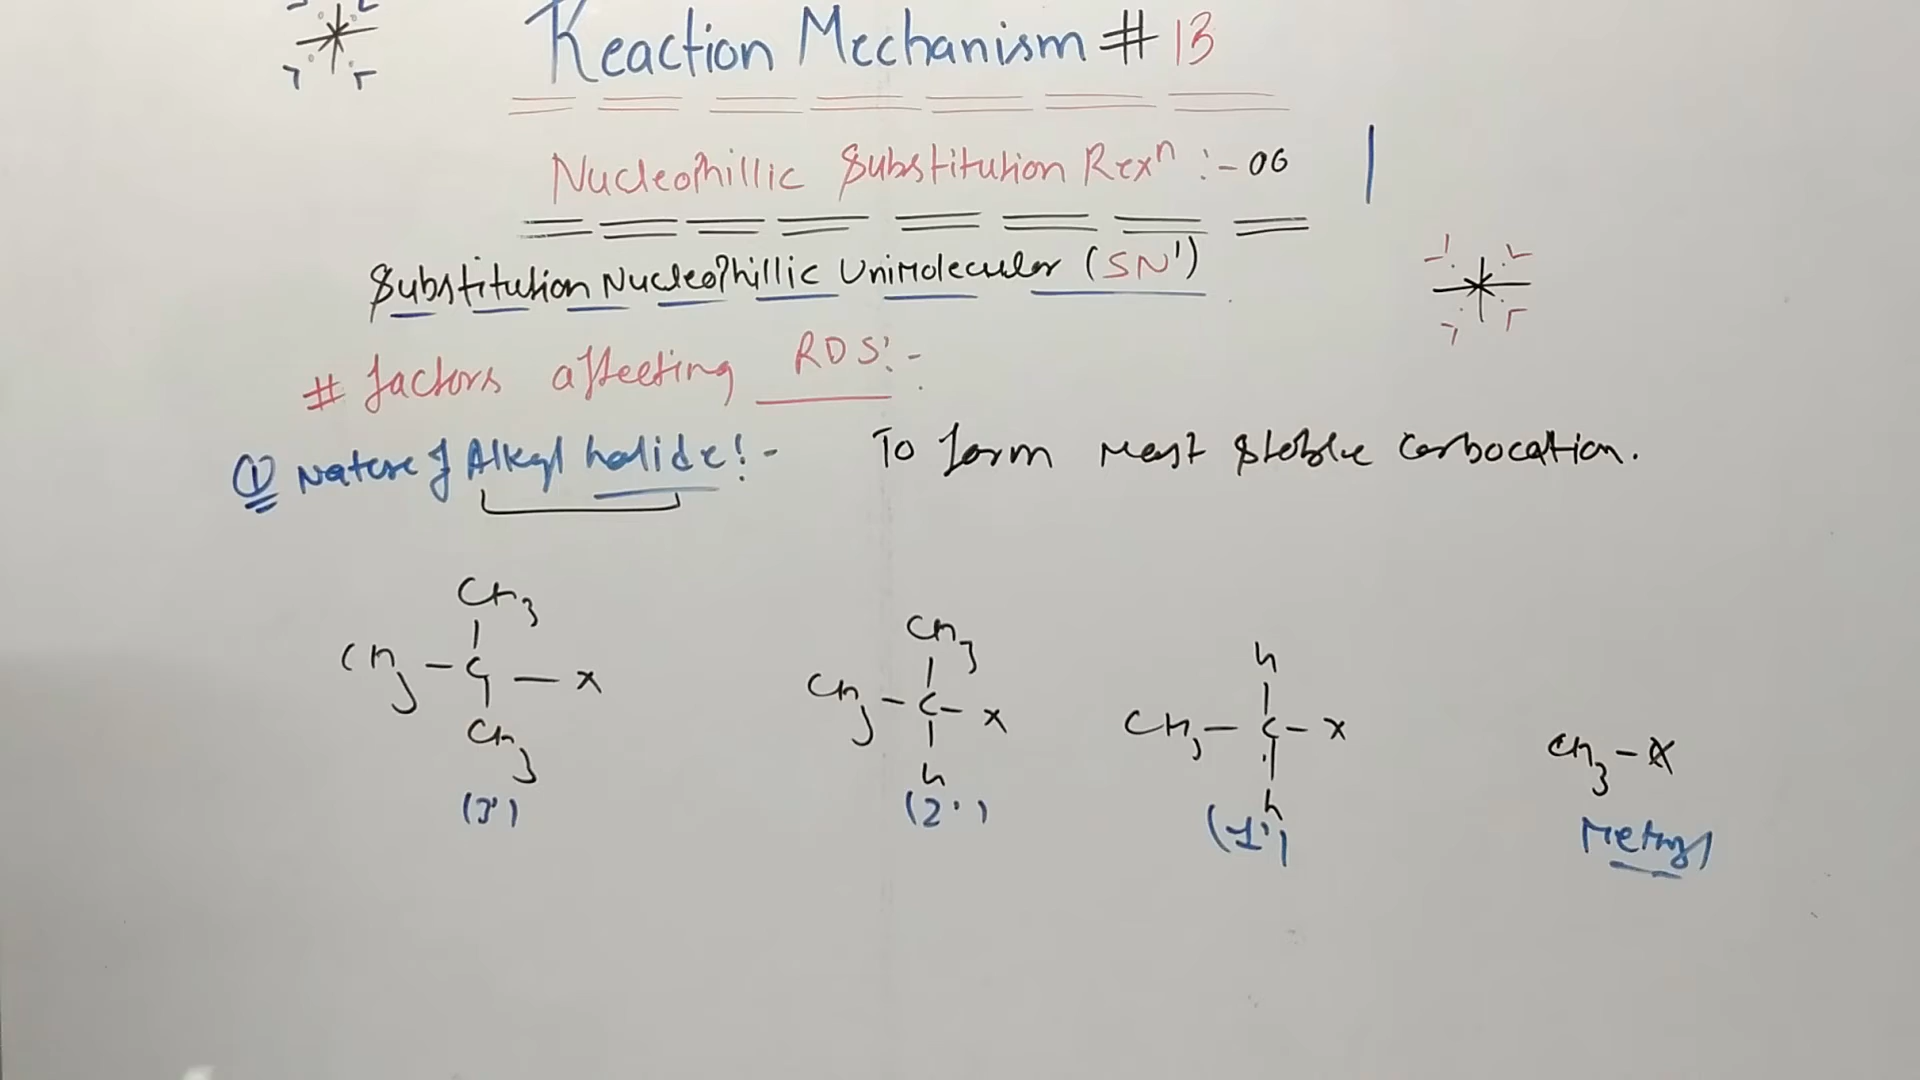 Reaction Mechanism # 13
Nucleophillic Substitution Rexⁿ :- 06
Substitution Nucleophillic UniMolecular (SN¹)
# factors affecting RDS :-
① Nature of Alkyl halide :- To form Most Stable Carbocation.
CH₃
CH₃ - C - X
CH₃
(3°)
CH₃
CH₃ - C - X
H
(2°)
H
CH₃ - C - X
H
(1°)
CH₃ - X
Methyl